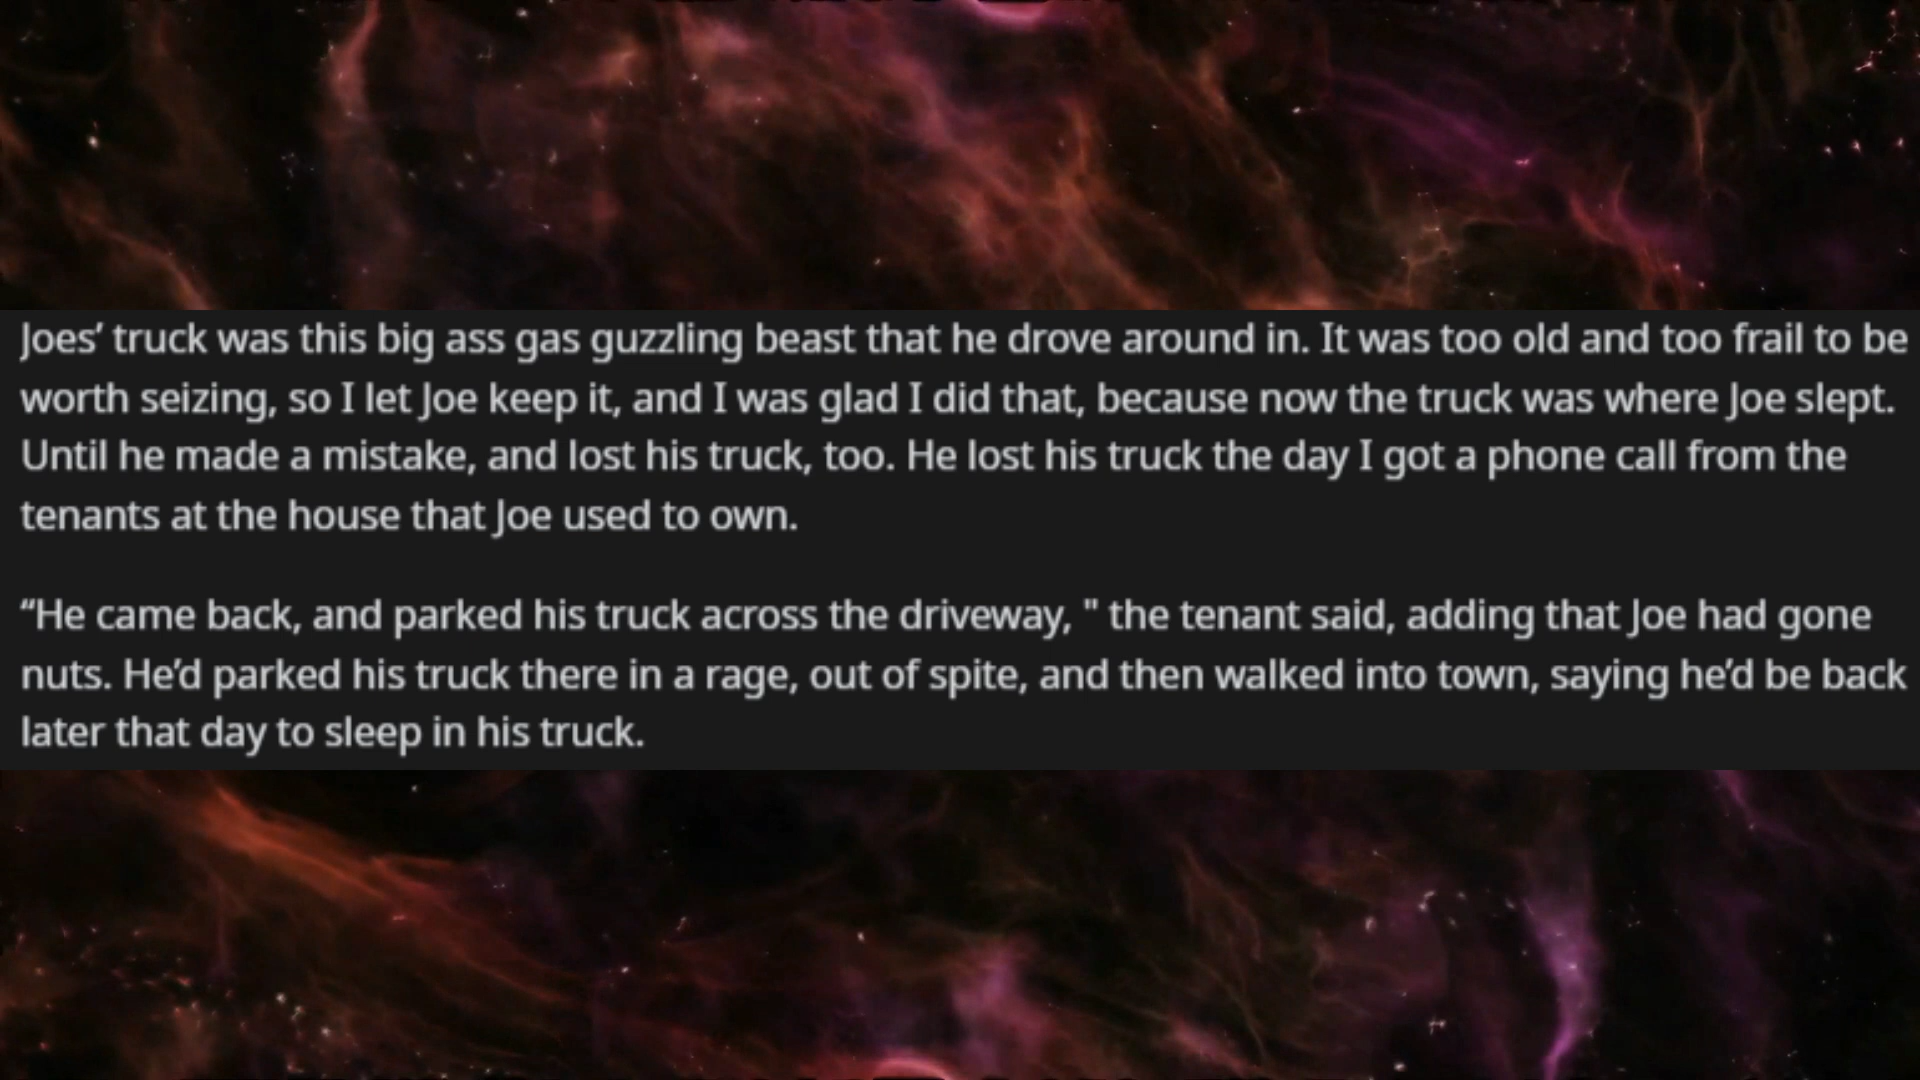 Joes’ truck was this big ass gas guzzling beast that he drove around in. It was too old and too frail to be
worth seizing, so I let Joe keep it, and I was glad I did that, because now the truck was where Joe slept.
Until he made a mistake, and lost his truck, too. He lost his truck the day I got a phone call from the
tenants at the house that Joe used to own.
“He came back, and parked his truck across the driveway, " the tenant said, adding that Joe had gone
nuts. He’d parked his truck there in a rage, out of spite, and then walked into town, saying he’d be back
later that day to sleep in his truck.